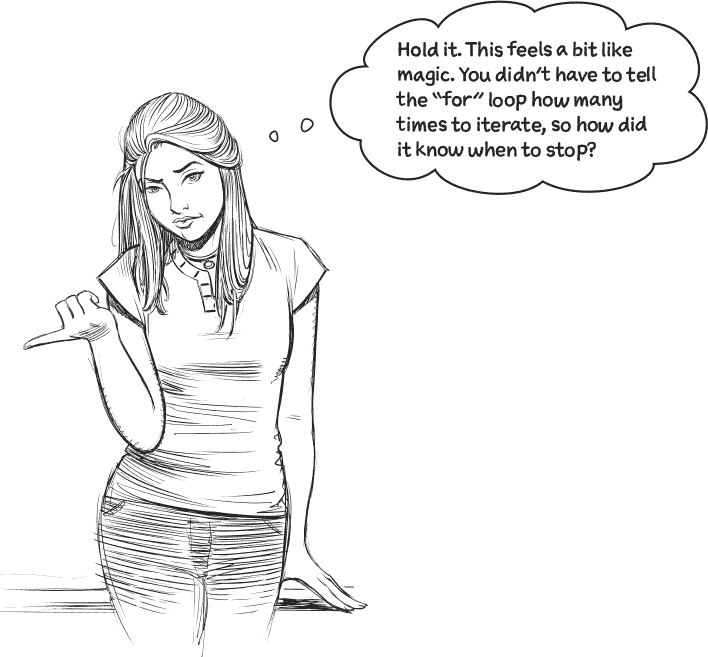 Hold it. This feels a bit like
magic. You didn't have to tell
the “for” loop how many
times to iterate, so how did
it know when to stop?